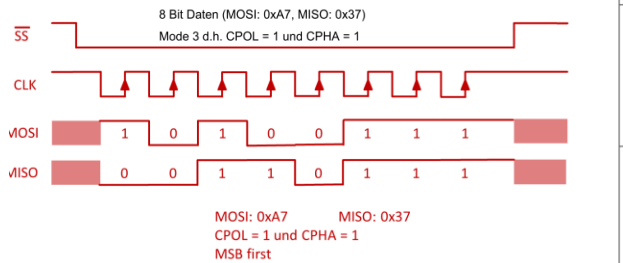 8 Bit Daten (MOSI: 0xA7, MISO: 0x37)
SS
Mode 3 d.h. CPOL = 1 und CPHA = 1
CLK
MOSI 1 0 1 0 0 1 1 1
MISO 0 0 1 1 0 1 1 1
MOSI: 0xA7 MISO: 0x37
CPOL = 1 und CPHA = 1
MSB first